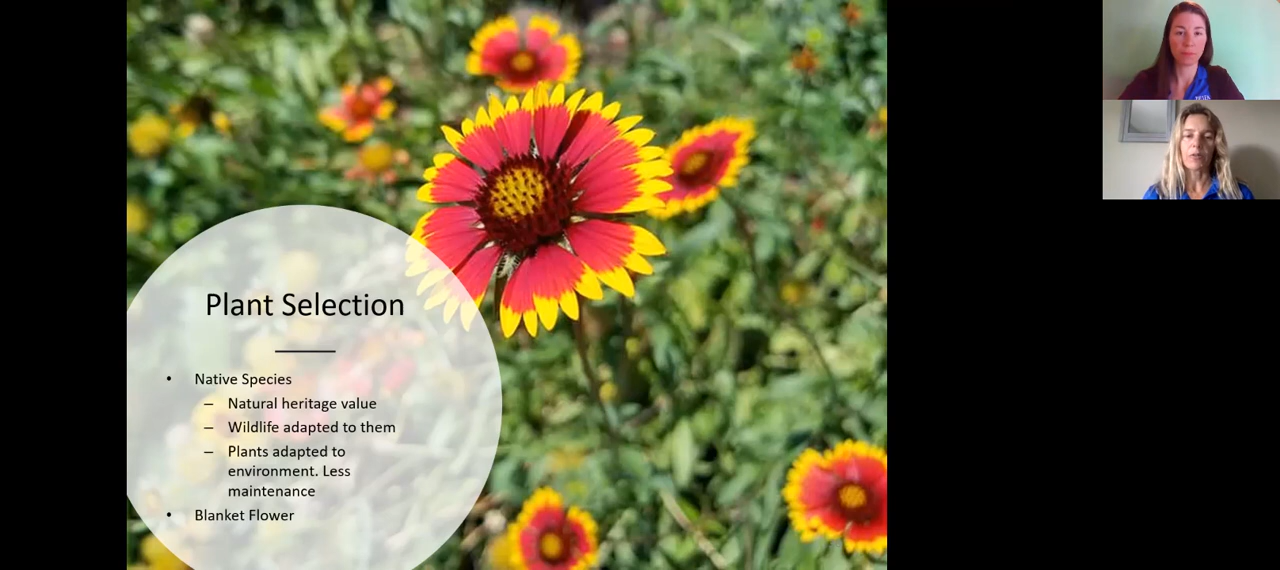 Plant Selection
• Native Species
– Natural heritage value
– Wildlife adapted to them
– Plants adapted to
environment. Less
maintenance
• Blanket Flower